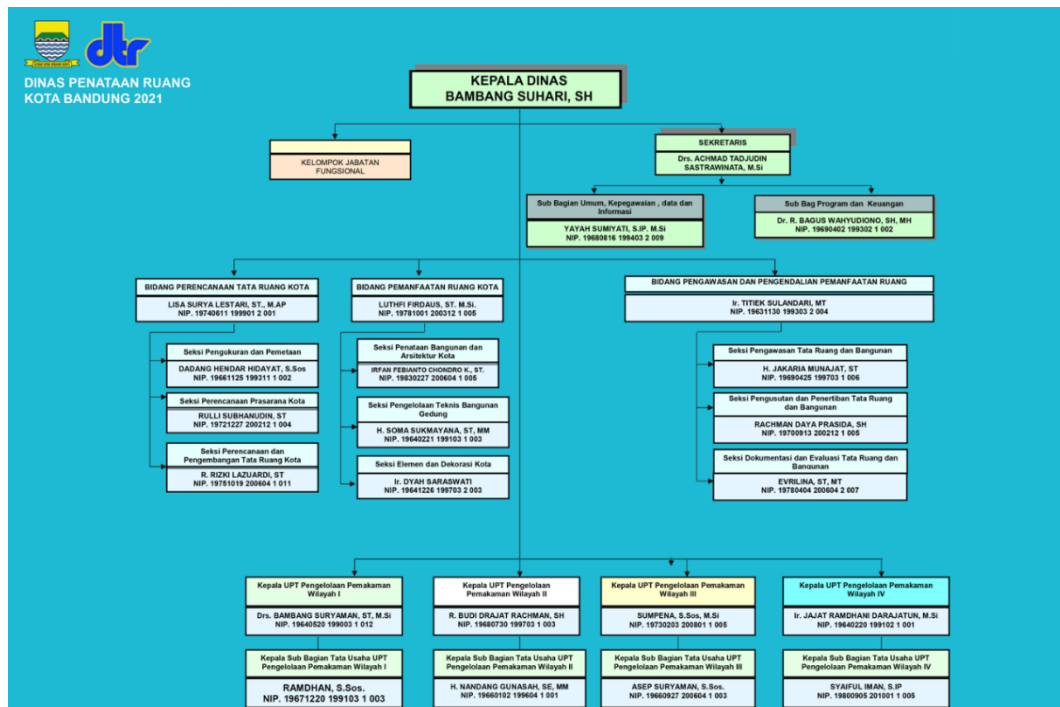 dtr
DINAS PENATAAN RUANG
KOTA BANDUNG 2021
KEPALA DINAS
BAMBANG SUHARI, SH
KELOMPOK JABATAN
FUNGSIONAL
SEKRETARIS
Drs. ACHMAD TADJUDIN
SASTRAWINATA, M.Si
Sub Bagian Umum, Kepegawaian , data dan
Informasi
YAYAH SUMIYATI, S.IP. M.Si
NIP. 19680816 199403 2 009
Sub Bag Program dan Keuangan
Dr. R. BAGUS WAHYUDIONO, SH, MH
NIP. 19690402 199302 1 002
BIDANG PERENCANAAN TATA RUANG KOTA
LISA SURYA LESTARI, ST., M.AP
NIP. 19740611 199901 2 001
Seksi Pengukuran dan Pemetaan
DADANG HENDAR HIDAYAT, S.Sos
NIP. 19661125 199311 1 002
Seksi Perencanaan Prasarana Kota
RULLI SUBHANUDIN, ST
NIP. 19721227 200212 1 004
Seksi Perencanaan dan
Pengembangan Tata Ruang Kota
R. RIZKI LAZUARDI, ST
NIP. 19751019 200604 1 011
BIDANG PEMANFAATAN RUANG KOTA
LUTHFI FIRDAUS, ST. M.Si.
NIP. 19781001 200312 1 005
Seksi Penataan Bangunan dan
Arsitektur Kota
IRFAN FEBIANTO CHONDRO K., ST.
NIP. 19830227 200604 1 005
Seksi Pengelolaan Teknis Bangunan
Gedung
H. SOMA SUKMAYANA, ST, MM
NIP. 19640221 199103 1 003
Seksi Elemen dan Dekorasi Kota
Ir. DYAH SARASWATI
NIP. 19641226 199703 2 003
BIDANG PENGAWASAN DAN PENGENDALIAN PEMANFAATAN RUANG
Ir. TITIEK SULANDARI, MT
NIP. 19631130 199303 2 004
Seksi Pengawasan Tata Ruang dan Bangunan
H. JAKARIA MUNAJAT, ST
NIP. 19690425 199703 1 006
Seksi Pengusutan dan Penertiban Tata Ruang
dan Bangunan
RACHMAN DAYA PRASIDA, SH
NIP. 19700913 200212 1 005
Seksi Dokumentasi dan Evaluasi Tata Ruang dan
Bangunan
EVRILINA, ST, MT
NIP. 19780404 200604 2 007
Kepala UPT Pengelolaan Pemakaman
Wilayah I
Drs. BAMBANG SURYAMAN, ST, M.Si
NIP. 19640520 199003 1 012
Kepala Sub Bagian Tata Usaha UPT
Pengelolaan Pemakaman Wilayah I
RAMDHAN, S.Sos.
NIP. 19671220 199103 1 003
Kepala UPT Pengelolaan
Pemakaman Wilayah II
R. BUDI DRAJAT RACHMAN, SH
NIP. 19680730 199703 1 003
Kepala Sub Bagian Tata Usaha UPT
Pengelolaan Pemakaman Wilayah II
H. NANDANG GUNASAH, SE, MM
NIP. 19660102 199604 1 001
Kepala UPT Pengelolaan Pemakaman
Wilayah III
SUMPENA, S.Sos, M.Si
NIP. 19730203 200801 1 005
Kepala Sub Bagian Tata Usaha UPT
Pengelolaan Pemakaman Wilayah III
ASEP SURYAMAN, S.Sos.
NIP. 19660927 200604 1 003
Kepala UPT Pengelolaan Pemakaman
Wilayah IV
Ir. JAJAT RAMDHANI DARAJATUN, M.Si
NIP. 19640220 199102 1 001
Kepala Sub Bagian Tata Usaha UPT
Pengelolaan Pemakaman Wilayah IV
SYAIFUL IMAN, S.IP
NIP. 19800905 201001 1 005